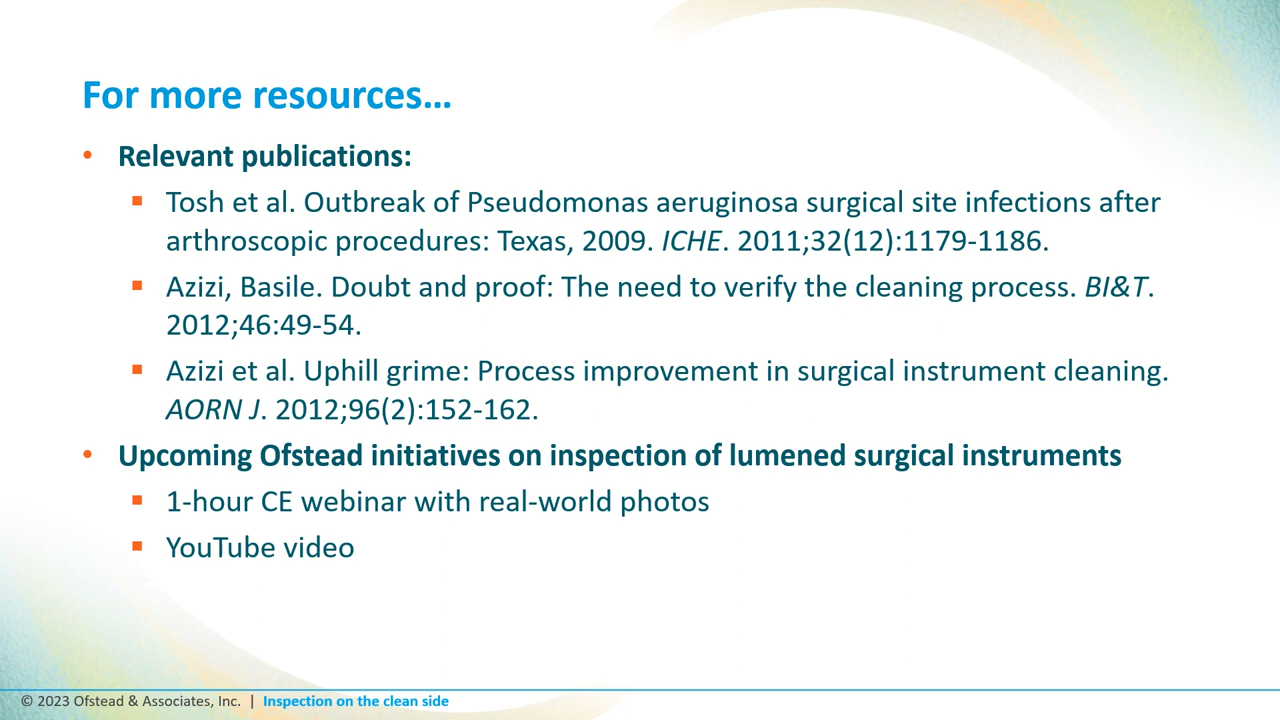 For more resources…
• Relevant publications:
▪ Tosh et al. Outbreak of Pseudomonas aeruginosa surgical site infections after
arthroscopic procedures: Texas, 2009. ICHE. 2011;32(12):1179-1186.
▪ Azizi, Basile. Doubt and proof: The need to verify the cleaning process. BI&T.
2012;46:49-54.
▪ Azizi et al. Uphill grime: Process improvement in surgical instrument cleaning.
AORN J. 2012;96(2):152-162.
• Upcoming Ofstead initiatives on inspection of lumened surgical instruments
▪ 1-hour CE webinar with real-world photos
▪ YouTube video
© 2023 Ofstead & Associates, Inc. | Inspection on the clean side